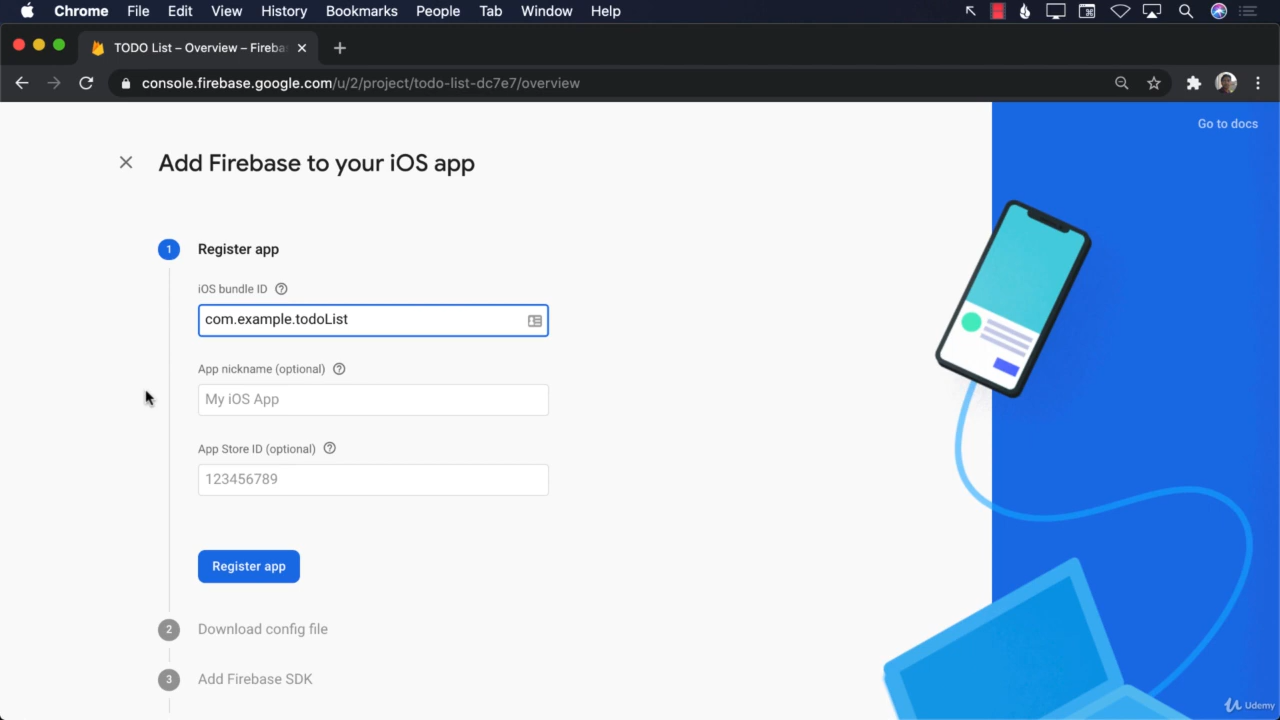 Chrome File Edit View History Bookmarks People Tab Window Help
TODO List – Overview – Fireba
console.firebase.google.com/u/2/project/todo-list-dc7e7/overview
Go to docs
Add Firebase to your iOS app
1 Register app
iOS bundle ID
com.example.todoList
App nickname (optional)
My iOS App
App Store ID (optional)
123456789
Register app
2 Download config file
3 Add Firebase SDK
Udemy